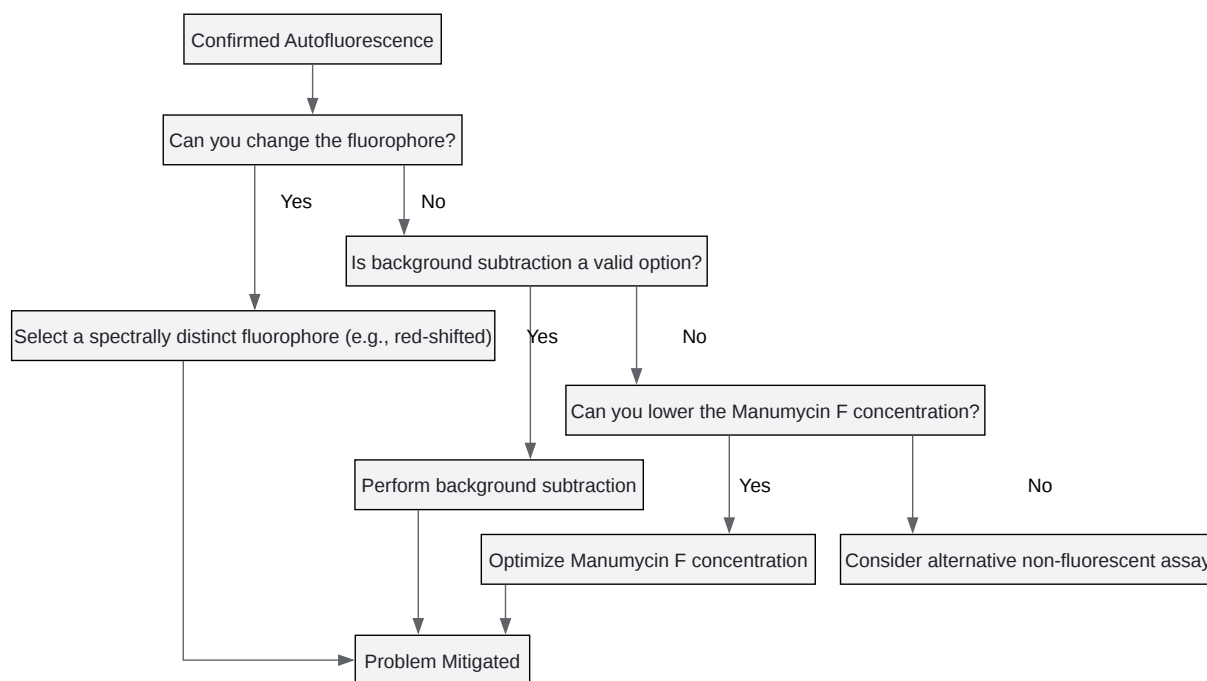 Confirmed Autofluorescence
Can you change the fluorophore?
Yes
No
Is background subtraction a valid option?
Select a spectrally distinct fluorophore (e.g., red-shifted)
Yes
No
Can you lower the Manumycin F concentration?
Perform background subtraction
Yes
No
Optimize Manumycin F concentration
Consider alternative non-fluorescent assay
Problem Mitigated